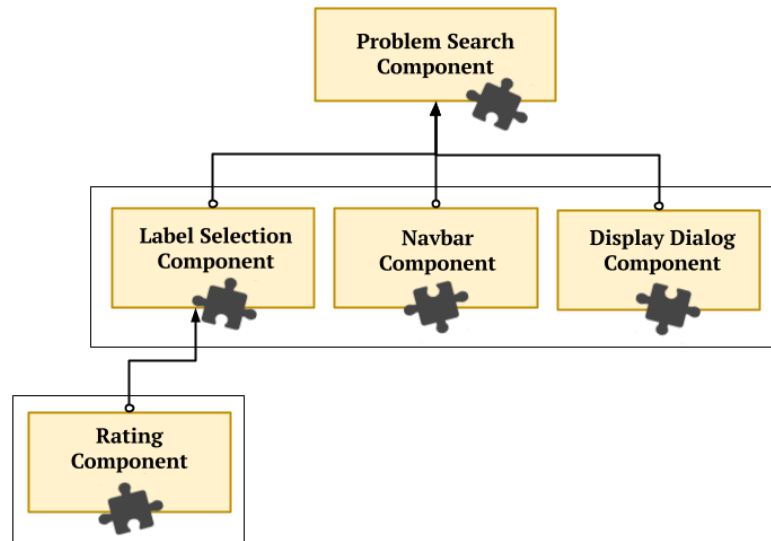 Problem Search
Component
Label Selection
Component
Navbar
Component
Display Dialog
Component
Rating
Component